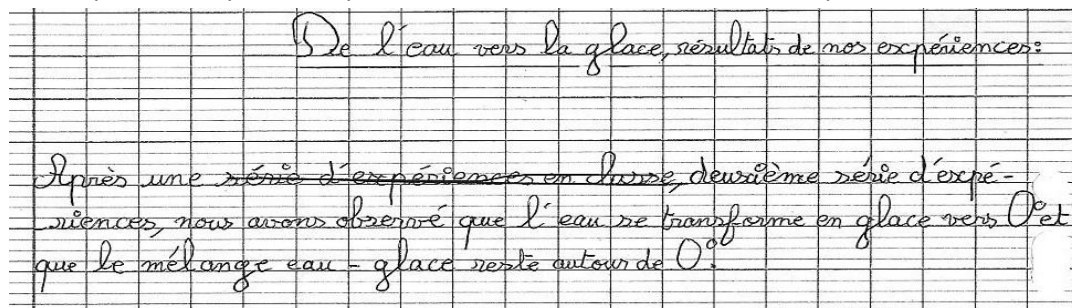 De l'eau vers la glace, résultats de nos expériences:
Après une série d'expériences en classe, deuxième série d'expé-
riences, nous avons observé que l'eau se transforme en glace vers 0° et
que le mélange eau - glace reste autour de 0°.